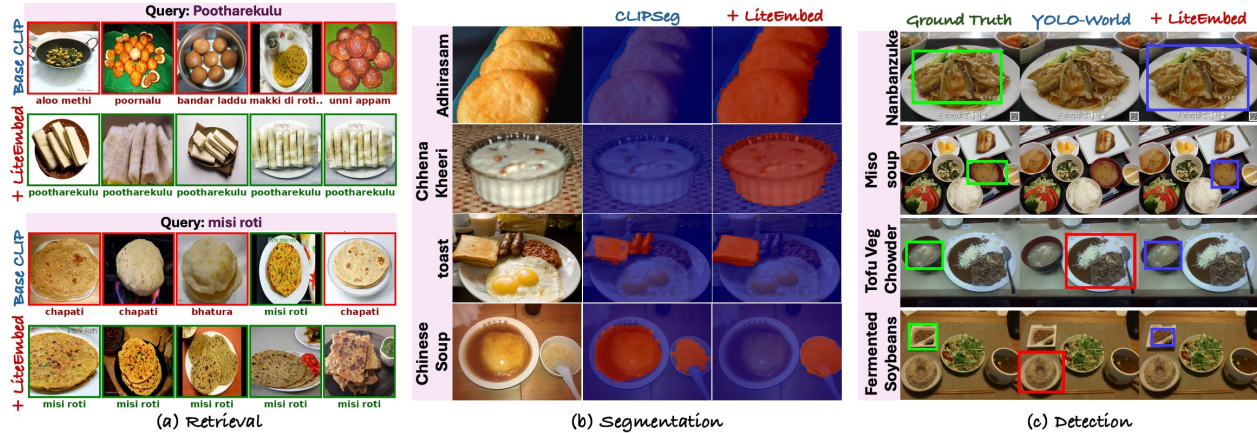 Query: Pootharekulu
Base CLIP
aloo methi
poornalu
bandar laddu
makki di roti..
unni appam
+ LiteEmbed
pootharekulu
pootharekulu
pootharekulu
pootharekulu
pootharekulu
Query: misi roti
Base CLIP
chapati
chapati
bhatura
misi roti
chapati
+ LiteEmbed
misi roti
misi roti
misi roti
misi roti
misi roti
(a) Retrieval
CLIPSeg
+ LiteEmbed
Adhirasam
Chhena
Kheeri
toast
Chinese
Soup
(b) Segmentation
Ground Truth
YOLO-World
+ LiteEmbed
Nanbanzuke
Miso
soup
Tofu Veg
Chowder
Fermented
Soybeans
(c) Detection